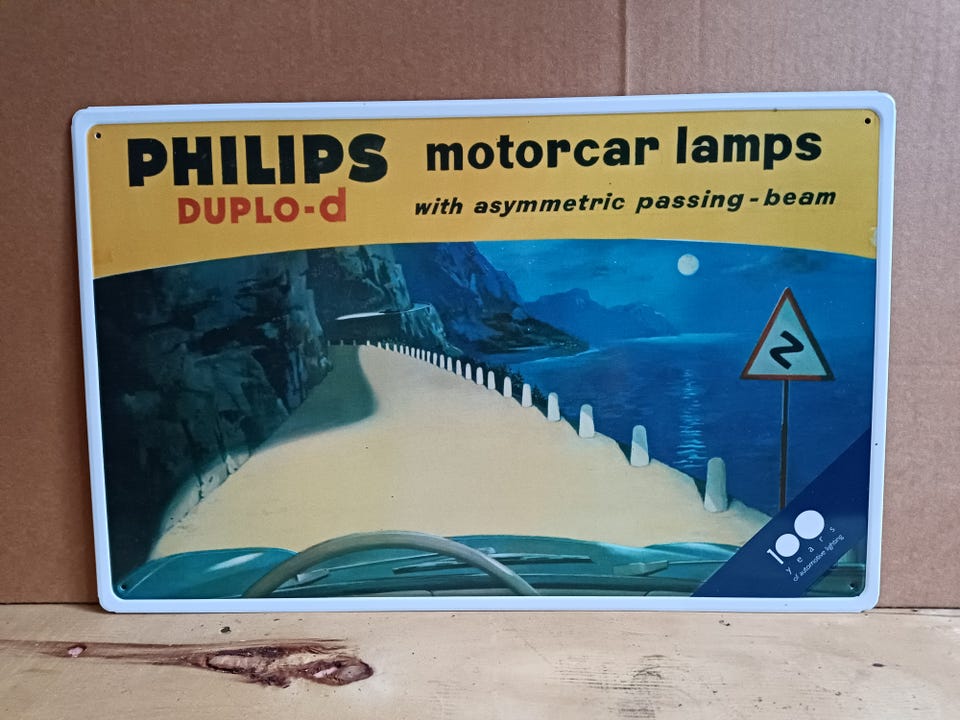 PHILIPS motorcar lamps
DUPLO-d with asymmetric passing-beam
100
years
of automotive lighting